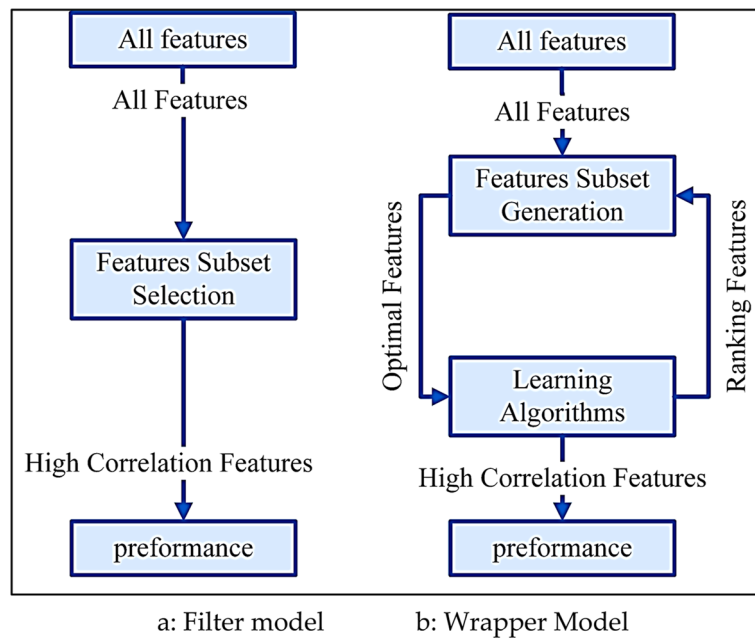 All features
All Features
Features Subset
Selection
High Correlation Features
preformance
All features
All Features
Features Subset
Generation
Optimal Features
Ranking Features
Learning
Algorithms
High Correlation Features
preformance
a: Filter model
b: Wrapper Model